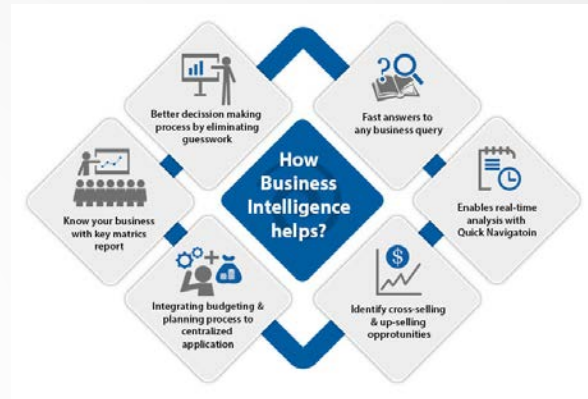 Better decission making
process by eliminating
guesswork
Fast answers to
any business query
How
Business
Intelligence
helps?
Know your business
with key matrics
report
Enables real-time
analysis with
Quick Navigatoin
Integrating budgeting &
planning process to
centralized
application
Identify cross-selling
& up-selling
opprotunities